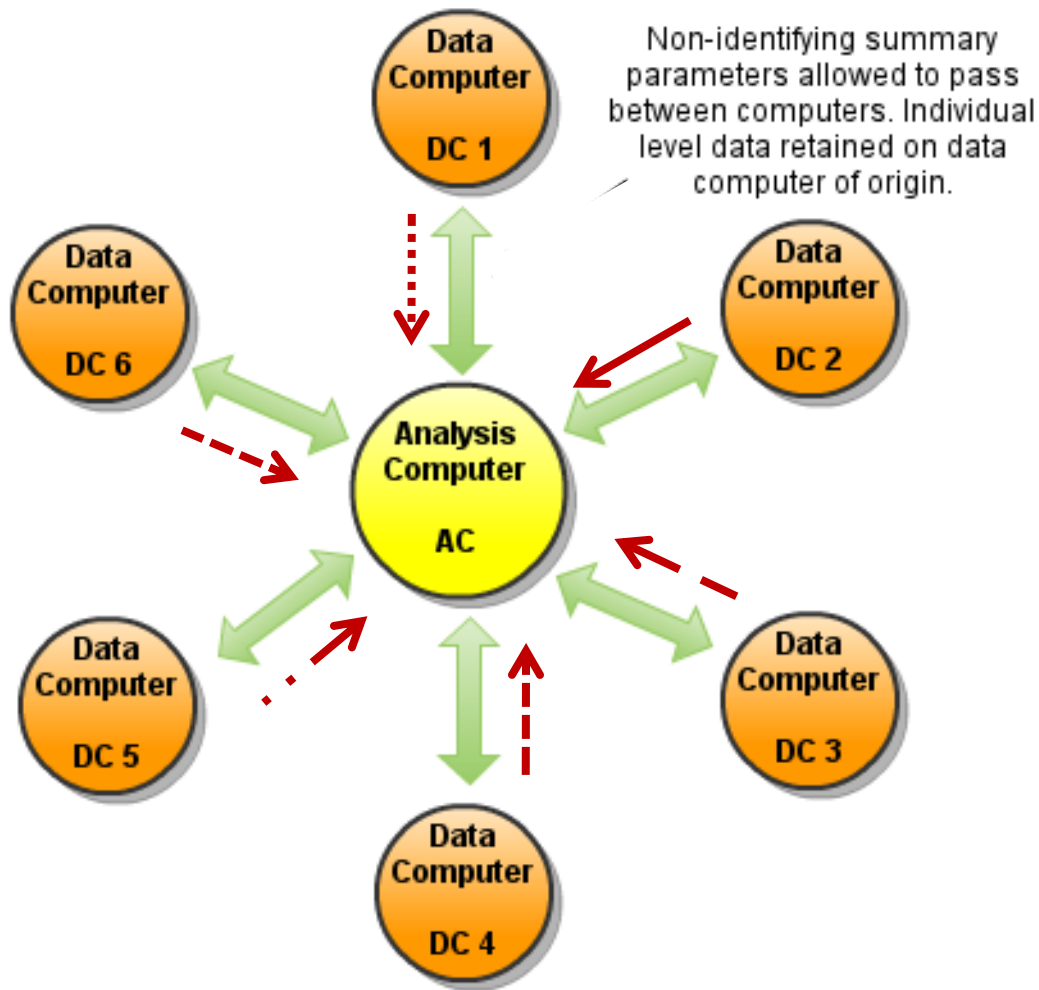 Data
Computer
DC 1
Non-identifying summary
parameters allowed to pass
between computers. Individual
level data retained on data
computer of origin.
Data
Computer
DC 6
Data
Computer
DC 2
Analysis
Computer
AC
Data
Computer
DC 5
Data
Computer
DC 3
Data
Computer
DC 4